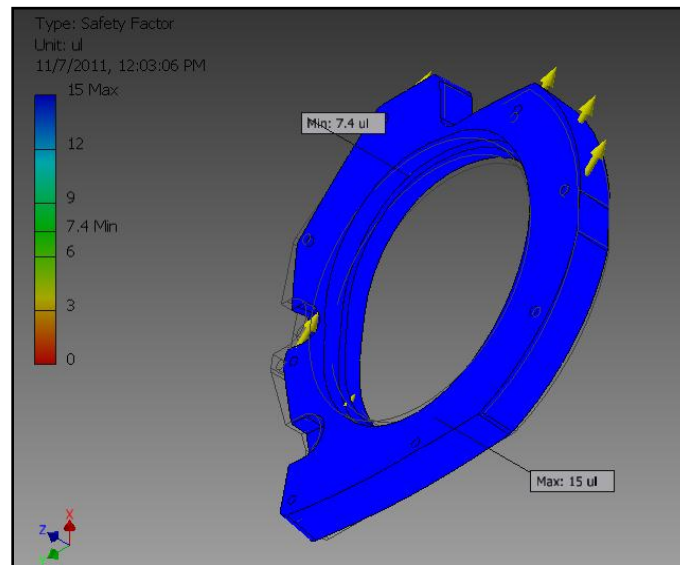 Type: Safety Factor
Unit: ul
11/7/2011, 12:03:06 PM
15 Max
12
9
7.4 Min
6
3
0
Min: 7.4 ul
Max: 15 ul
X
Z